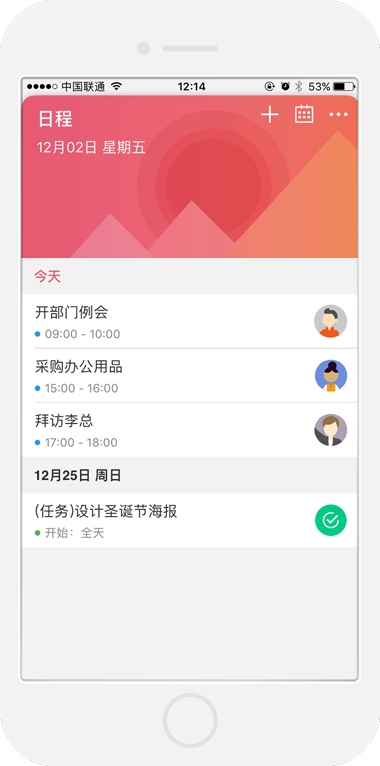 中国联通 12:14 53%
日程
12月02日 星期五
今天
开部门例会
09:00 - 10:00
采购办公用品
15:00 - 16:00
拜访李总
17:00 - 18:00
12月25日 周日
(任务)设计圣诞节海报
开始：全天